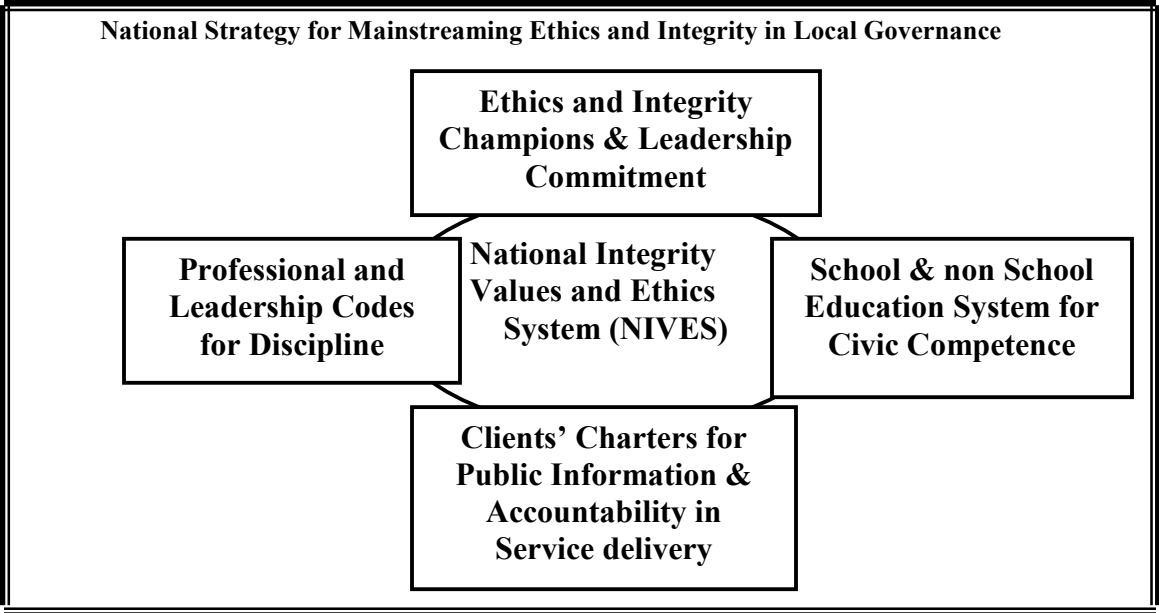 National Strategy for Mainstreaming Ethics and Integrity in Local Governance
Ethics and Integrity
Champions & Leadership
Commitment
Professional and
Leadership Codes
for Discipline
National Integrity
Values and Ethics
System (NIVES)
School & non School
Education System for
Civic Competence
Clients’ Charters for
Public Information &
Accountability in
Service delivery